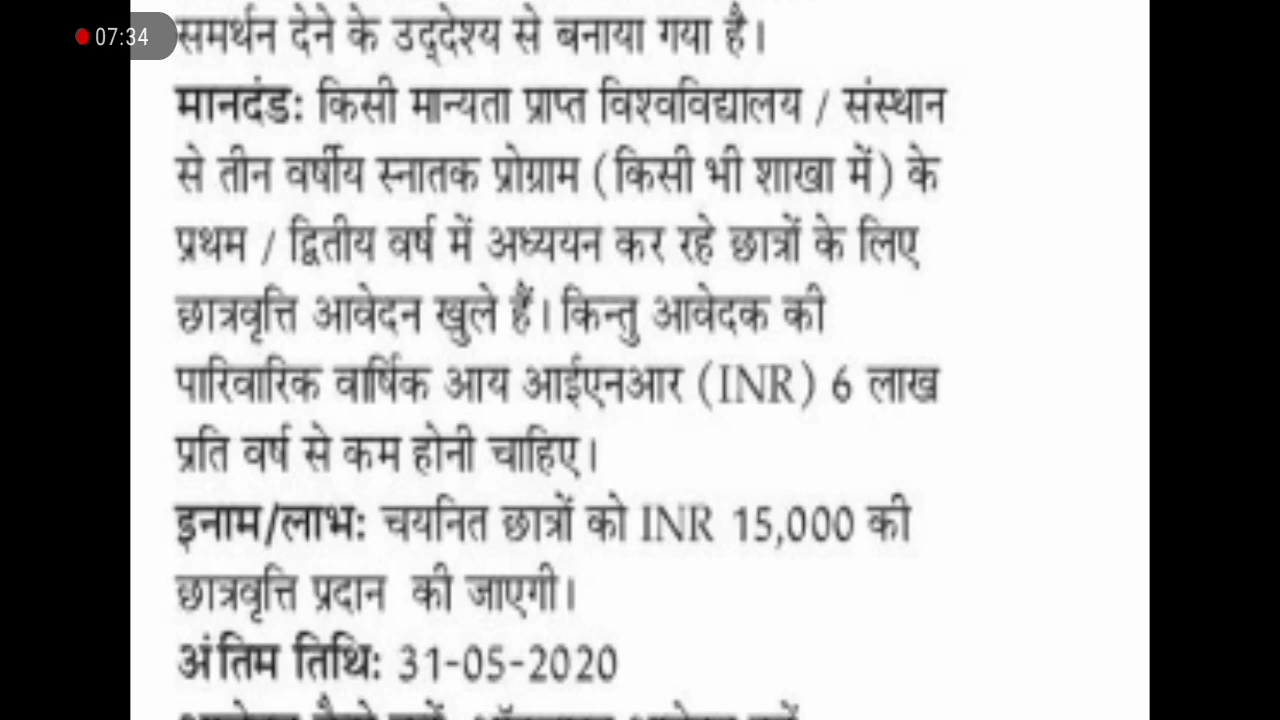 07:34
समर्थन देने के उद्देश्य से बनाया गया है।
मानदंड: किसी मान्यता प्राप्त विश्वविद्यालय / संस्थान
से तीन वर्षीय स्नातक प्रोग्राम (किसी भी शाखा में) के
प्रथम / द्वितीय वर्ष में अध्ययन कर रहे छात्रों के लिए
छात्रवृत्ति आवेदन खुले हैं। किन्तु आवेदक की
पारिवारिक वार्षिक आय आईएनआर (INR) 6 लाख
प्रति वर्ष से कम होनी चाहिए।
इनाम/लाभ: चयनित छात्रों को INR 15,000 की
छात्रवृत्ति प्रदान की जाएगी।
अंतिम तिथि: 31-05-2020